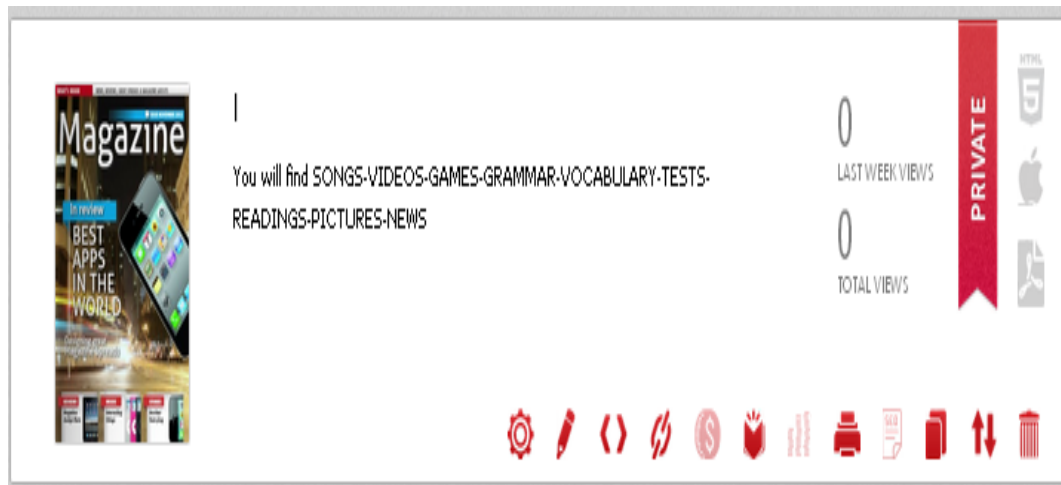 Magazine
In review
BEST
APPS
IN THE
WORLD
You will find SONGS-VIDEOS-GAMES-GRAMMAR-VOCABULARY-TESTS-
READINGS-PICTURES-NEWS
0
LAST WEEK VIEWS
0
TOTAL VIEWS
PRIVATE
HTML
5
SEO